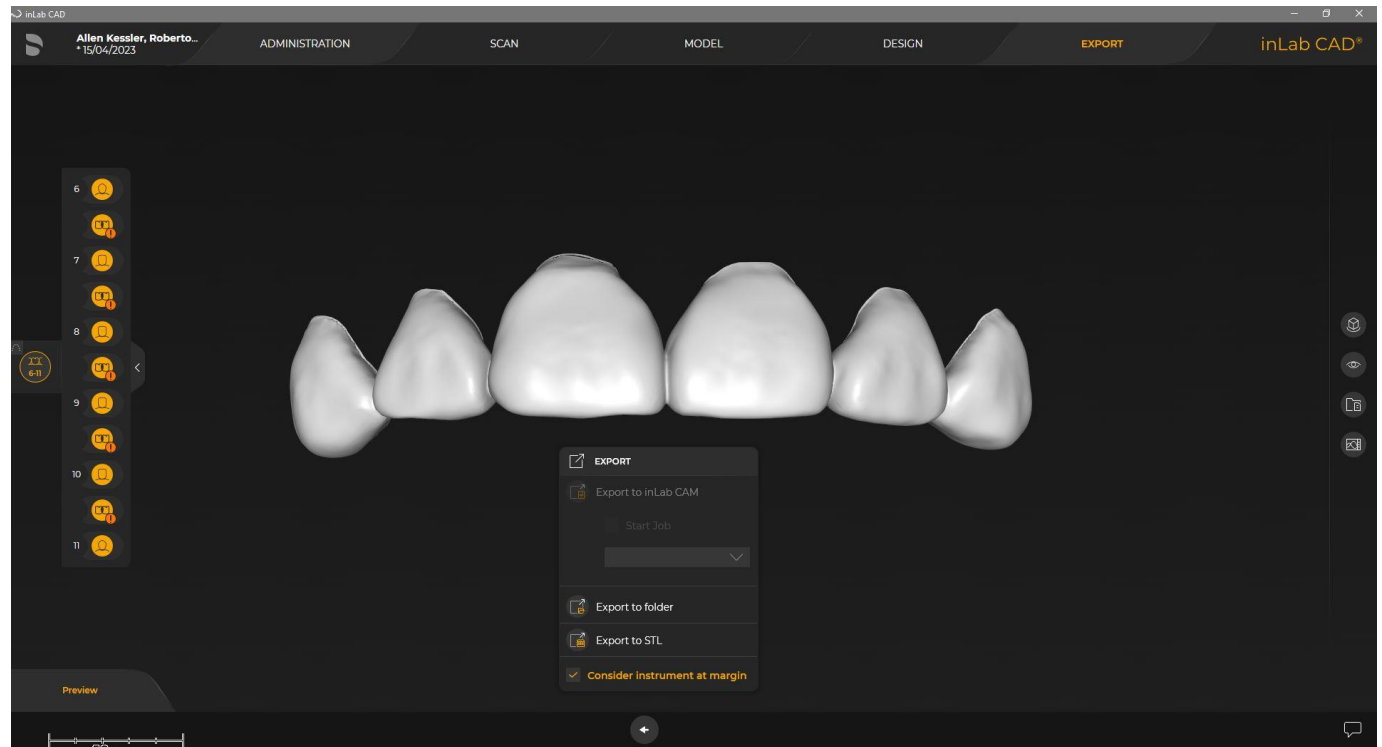 inLab CAD
Allen Kessler, Roberto...
* 15/04/2023
ADMINISTRATION
SCAN
MODEL
DESIGN
EXPORT
inLab CAD®
6
7
8
6-11
9
10
11
EXPORT
Export to inLab CAM
Start Job
Export to folder
Export to STL
Consider instrument at margin
Preview